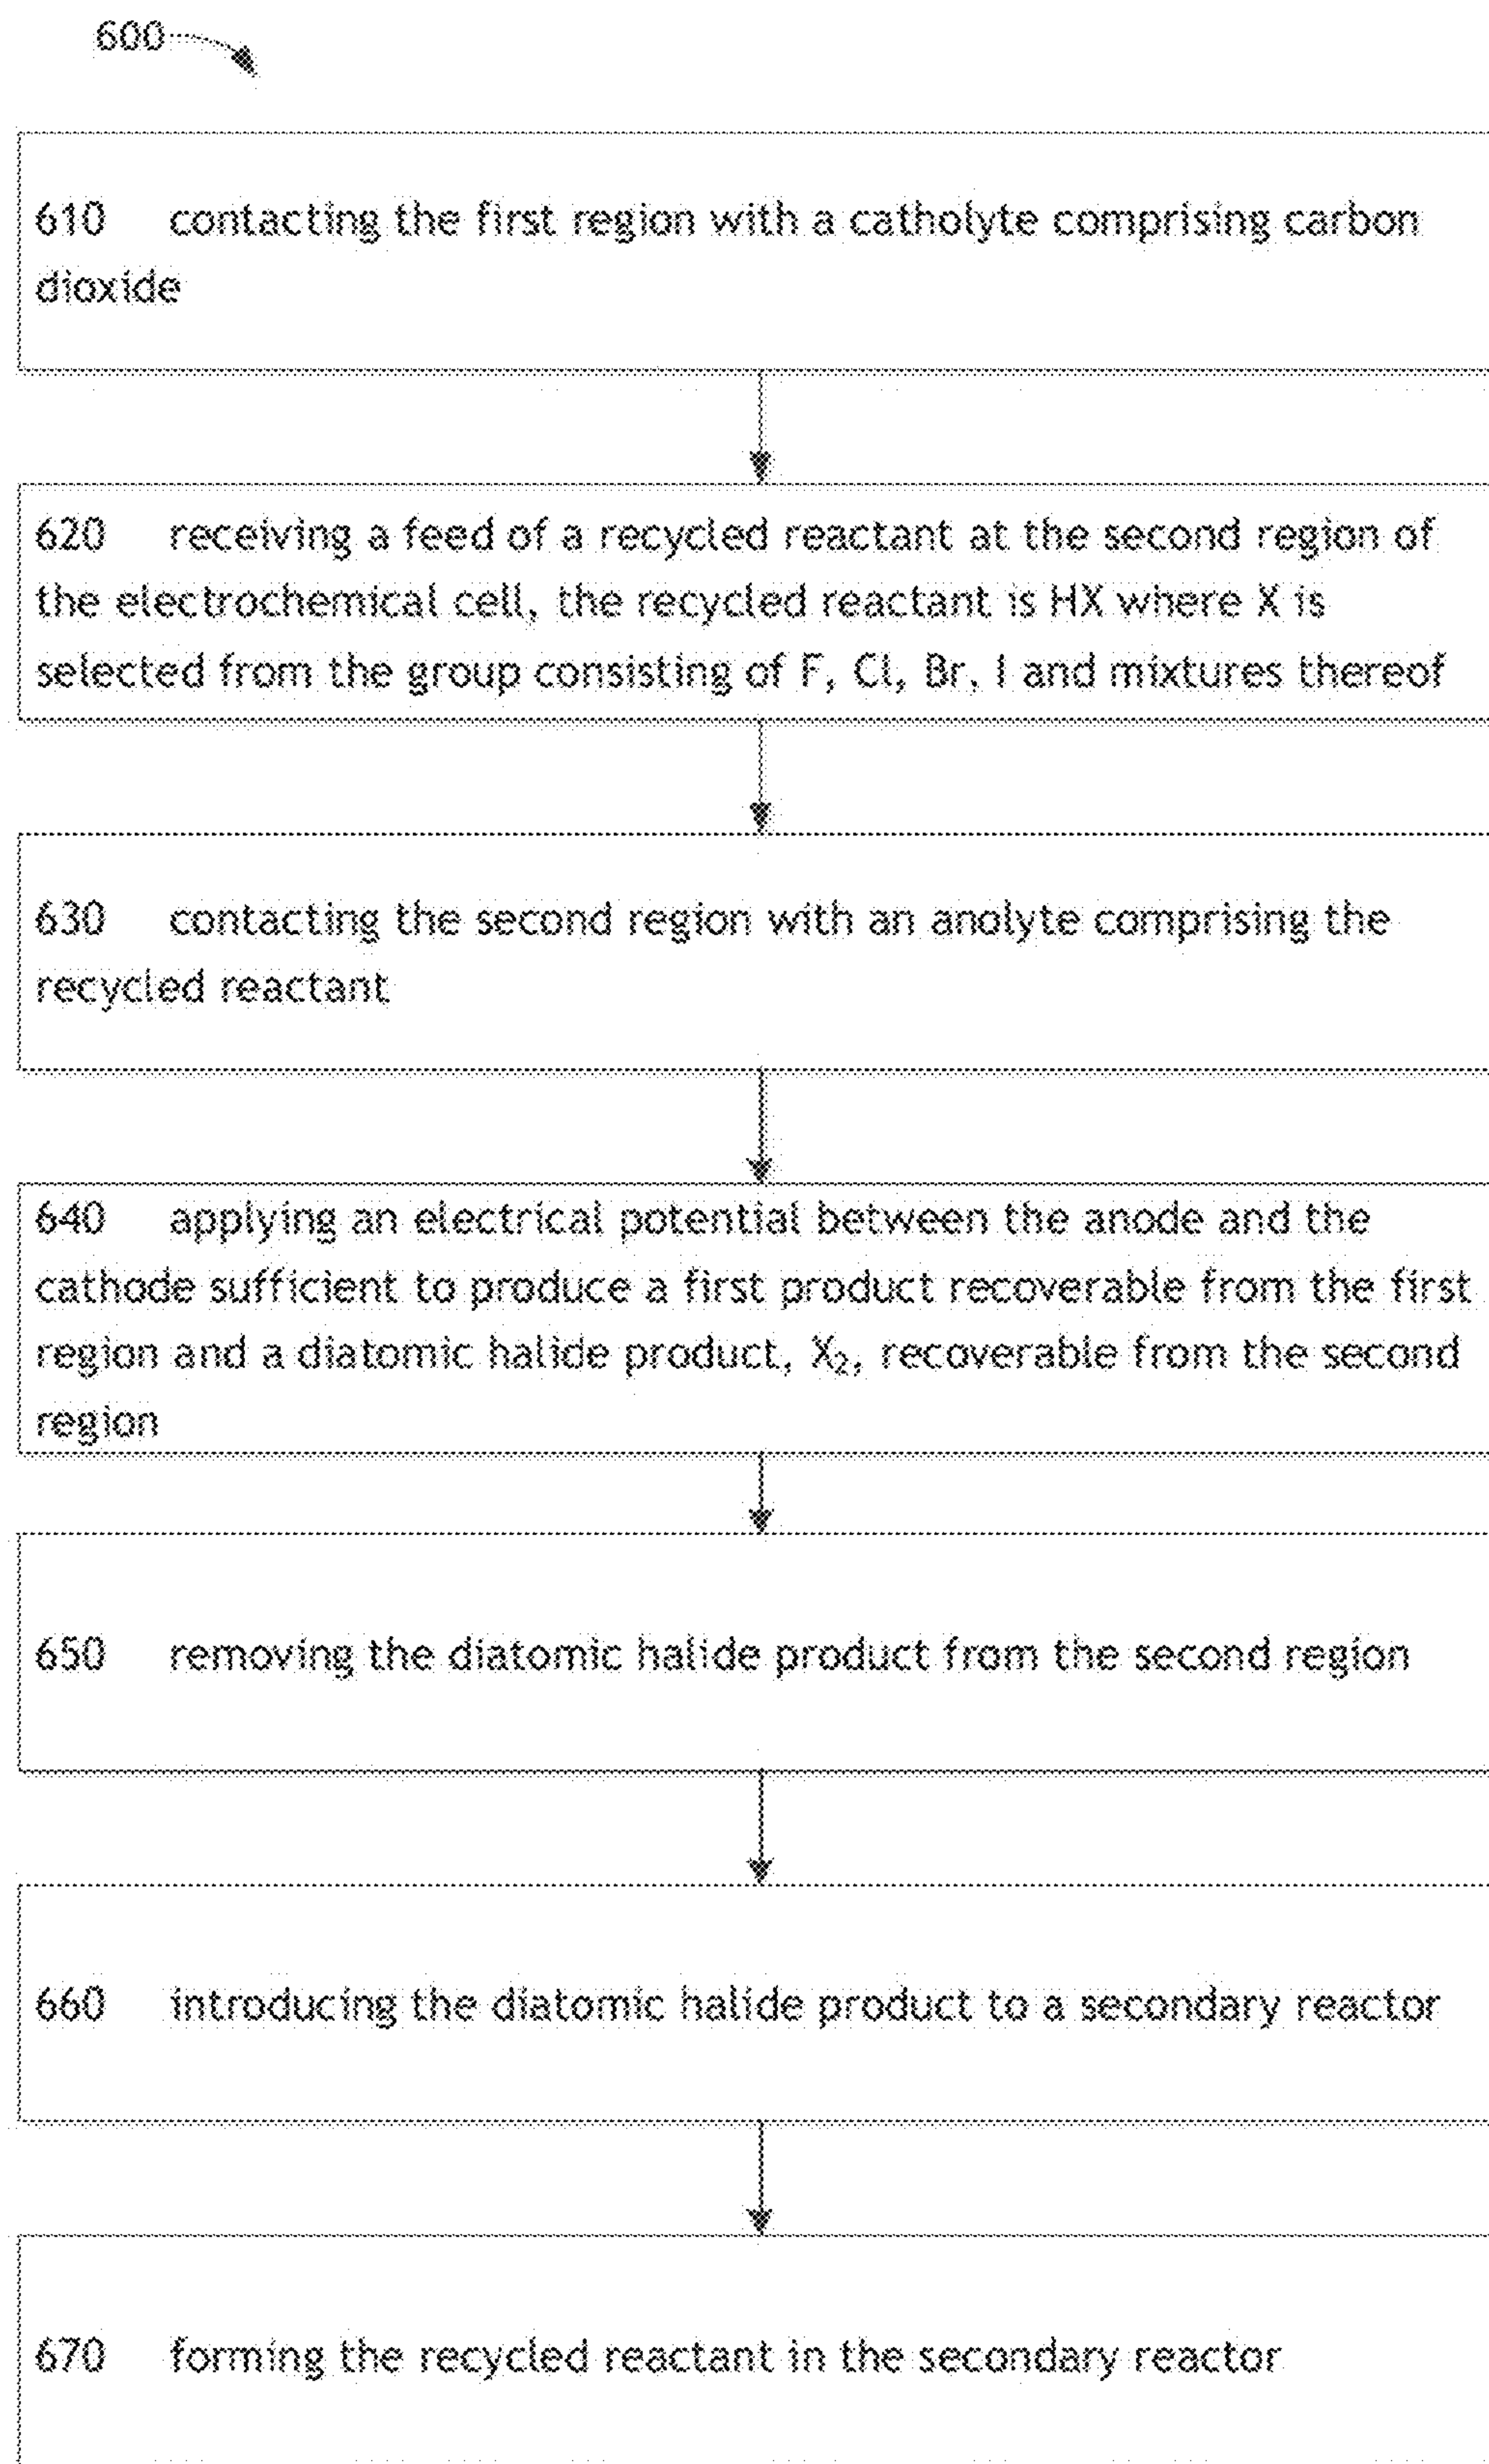 600
610 contacting the first region with a catholyte comprising carbon
dioxide
620 receiving a feed of a recycled reactant at the second region of
the electrochemical cell, the recycled reactant is HX where X is
selected from the group consisting of F, Cl, Br, I and mixtures thereof
630 contacting the second region with an anolyte comprising the
recycled reactant
640 applying an electrical potential between the anode and the
cathode sufficient to produce a first product recoverable from the first
region and a diatomic halide product, X₂, recoverable from the second
region
650 removing the diatomic halide product from the second region
660 introducing the diatomic halide product to a secondary reactor
670 forming the recycled reactant in the secondary reactor